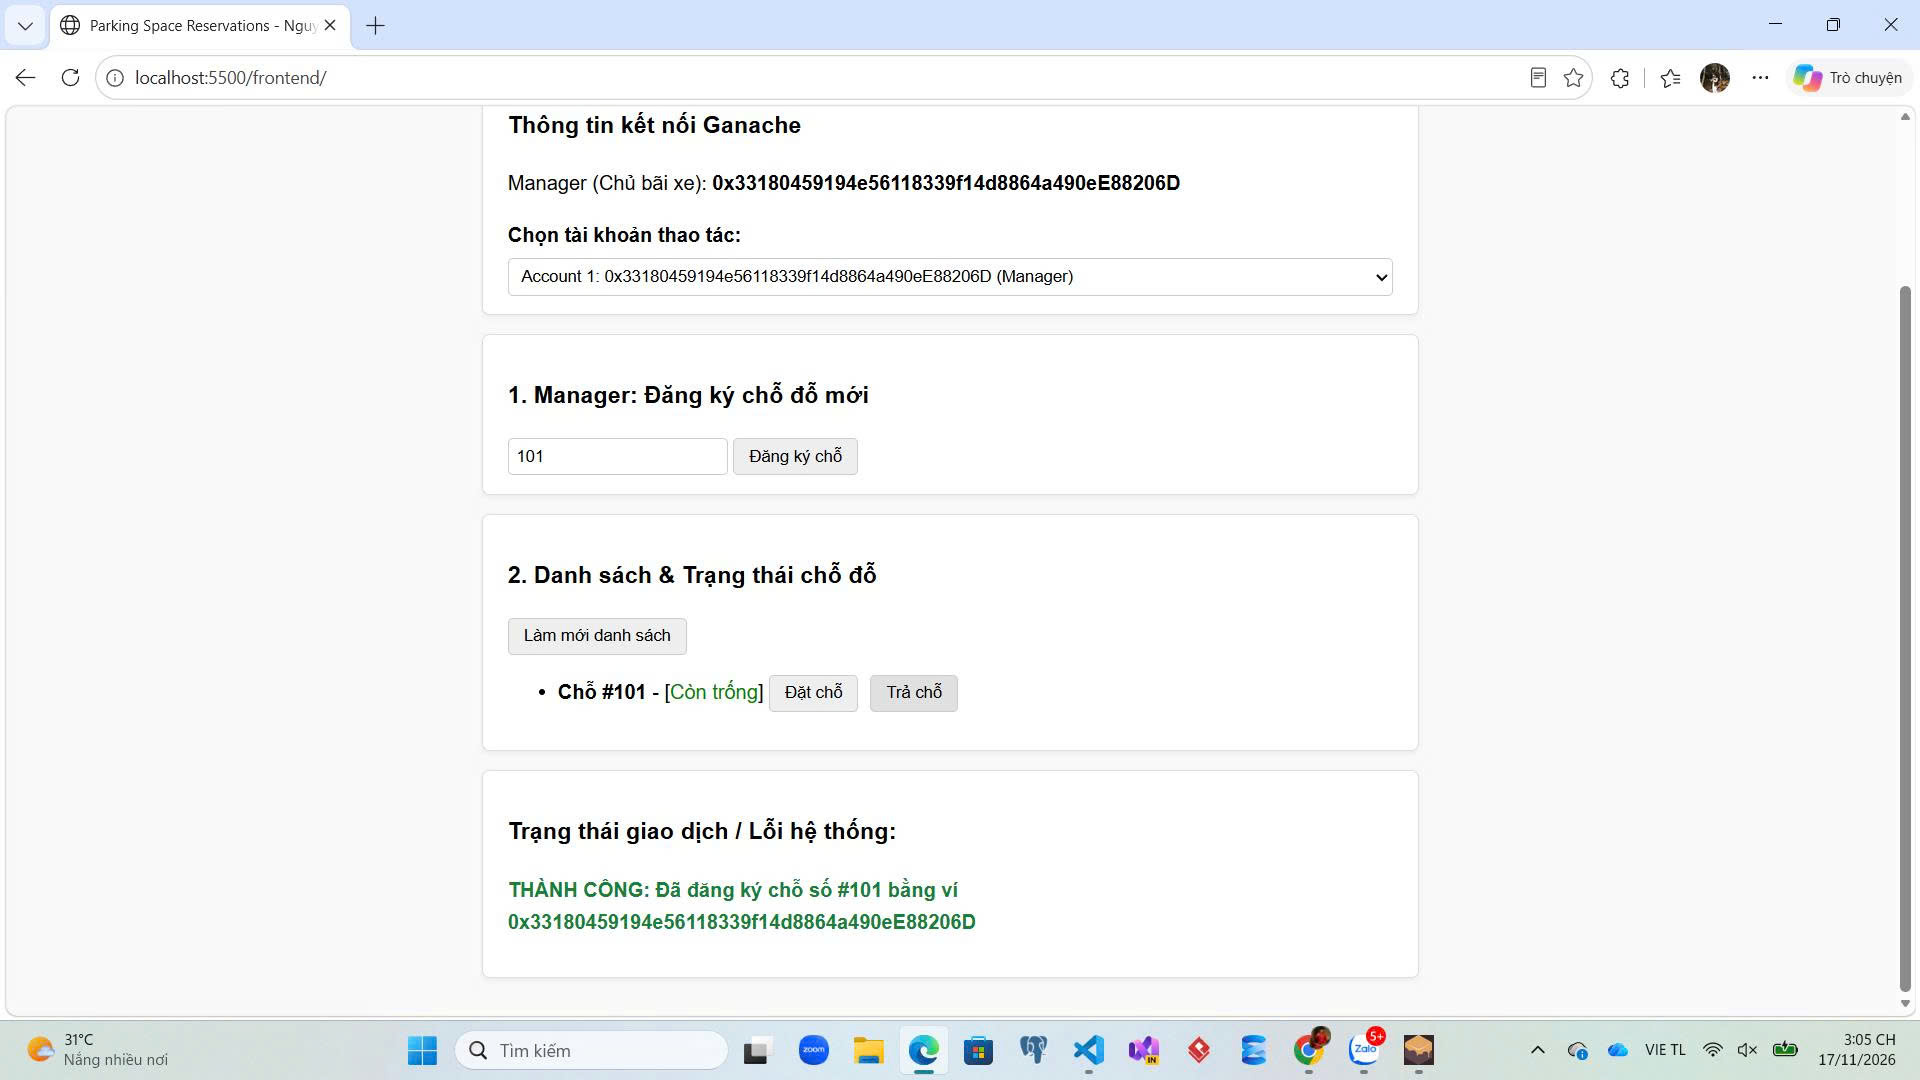 Parking Space Reservations - Nguy
localhost:5500/frontend/
Trò chuyện
Thông tin kết nối Ganache
Manager (Chủ bãi xe): 0x33180459194e56118339f14d8864a490eE88206D
Chọn tài khoản thao tác:
Account 1: 0x33180459194e56118339f14d8864a490eE88206D (Manager)
1. Manager: Đăng ký chỗ đỗ mới
101 Đăng ký chỗ
2. Danh sách & Trạng thái chỗ đỗ
Làm mới danh sách
• Chỗ #101 - [Còn trống] Đặt chỗ Trả chỗ
Trạng thái giao dịch / Lỗi hệ thống:
THÀNH CÔNG: Đã đăng ký chỗ số #101 bằng ví
0x33180459194e56118339f14d8864a490eE88206D
31°C
Nắng nhiều nơi
Tìm kiếm
zoom
IN
Zalo
5+
VIE TL
3:05 CH
17/11/2026